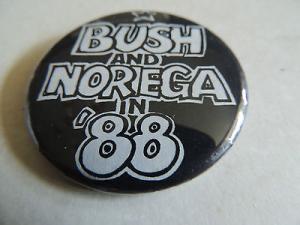 BUSH
AND
NOREGA
IN
'88